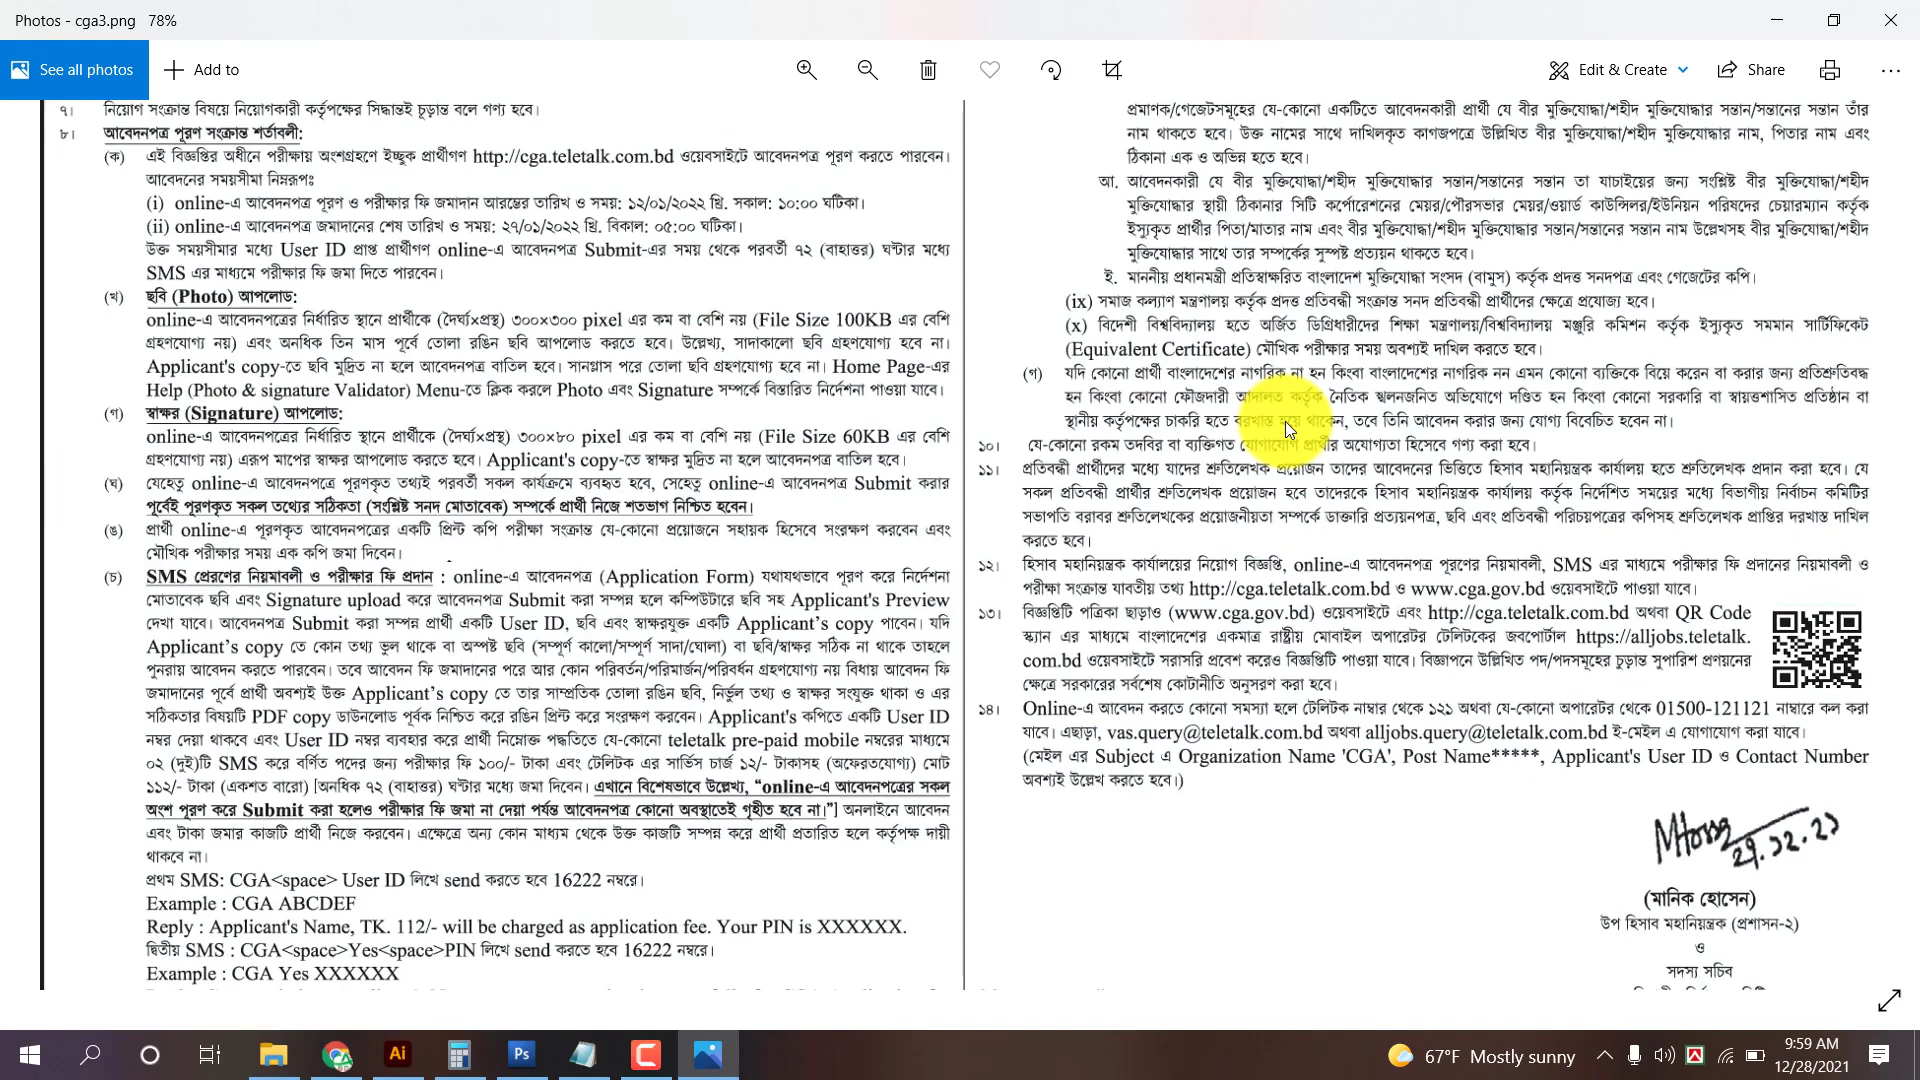 Photos - cga3.png 78%
See all photos
Add to
Edit & Create
Share
৭। নিয়োগ সংক্রান্ত বিষয়ে নিয়োগকারী কর্তৃপক্ষের সিদ্ধান্তই চূড়ান্ত বলে গণ্য হবে।
৮। আবেদনপত্র পূরণ সংক্রান্ত শর্তাবলী:
(ক) এই বিজ্ঞপ্তির অধীনে পরীক্ষায় অংশগ্রহণে ইচ্ছুক প্রার্থীগণ http://cga.teletalk.com.bd ওয়েবসাইটে আবেদনপত্র পূরণ করতে পারবেন।
আবেদনের সময়সীমা নিম্নরূপঃ
(i) online-এ আবেদনপত্র পূরণ ও পরীক্ষার ফি জমাদান আরম্ভের তারিখ ও সময়: ১২/০১/২০২২ খ্রি. সকাল: ১০:০০ ঘটিকা।
(ii) online-এ আবেদনপত্র জমাদানের শেষ তারিখ ও সময়: ২৭/০১/২০২২ খ্রি. বিকাল: ০৫:০০ ঘটিকা।
উক্ত সময়সীমার মধ্যে User ID প্রাপ্ত প্রার্থীগণ online-এ আবেদনপত্র Submit-এর সময় থেকে পরবর্তী ৭২ (বাহাত্তর) ঘন্টার মধ্যে
SMS এর মাধ্যমে পরীক্ষার ফি জমা দিতে পারবেন।
(খ) ছবি (Photo) আপলোড:
online-এ আবেদনপত্রের নির্ধারিত স্থানে প্রার্থীকে (দৈর্ঘ্য×প্রস্থ) ৩০০×৩০০ pixel এর কম বা বেশি নয় (File Size 100KB এর বেশি
গ্রহণযোগ্য নয়) এবং অনধিক তিন মাস পূর্বে তোলা রঙিন ছবি আপলোড করতে হবে। উল্লেখ্য, সাদাকালো ছবি গ্রহণযোগ্য হবে না।
Applicant's copy-তে ছবি মুদ্রিত না হলে আবেদনপত্র বাতিল হবে। সানগ্লাস পরে তোলা ছবি গ্রহণযোগ্য হবে না। Home Page-এর
Help (Photo & signature Validator) Menu-তে ক্লিক করলে Photo এবং Signature সম্পর্কে বিস্তারিত নির্দেশনা পাওয়া যাবে।
(গ) স্বাক্ষর (Signature) আপলোড:
online-এ আবেদনপত্রের নির্ধারিত স্থানে প্রার্থীকে (দৈর্ঘ্য×প্রস্থ) ৩০০×৮০ pixel এর কম বা বেশি নয় (File Size 60KB এর বেশি
গ্রহণযোগ্য নয়) এরূপ মাপের স্বাক্ষর আপলোড করতে হবে। Applicant's copy-তে স্বাক্ষর মুদ্রিত না হলে আবেদনপত্র বাতিল হবে।
(ঘ) যেহেতু online-এ আবেদনপত্রে পূরণকৃত তথ্যই পরবর্তী সকল কার্যক্রমে ব্যবহৃত হবে, সেহেতু online-এ আবেদনপত্র Submit করার
পূর্বেই পূরণকৃত সকল তথ্যের সঠিকতা (সংশ্লিষ্ট সনদ মোতাবেক) সম্পর্কে প্রার্থী নিজে শতভাগ নিশ্চিত হবেন।
(ঙ) প্রার্থী online-এ পূরণকৃত আবেদনপত্রের একটি প্রিন্ট কপি পরীক্ষা সংক্রান্ত যে-কোনো প্রয়োজনে সহায়ক হিসেবে সংরক্ষণ করবেন এবং
মৌখিক পরীক্ষার সময় এক কপি জমা দিবেন।
(চ) SMS প্রেরণের নিয়মাবলী ও পরীক্ষার ফি প্রদান : online-এ আবেদনপত্র (Application Form) যথাযথভাবে পূরণ করে নির্দেশনা
মোতাবেক ছবি এবং Signature upload করে আবেদনপত্র Submit করা সম্পন্ন হলে কম্পিউটারে ছবি সহ Applicant's Preview
দেখা যাবে। আবেদনপত্র Submit করা সম্পন্ন প্রার্থী একটি User ID, ছবি এবং স্বাক্ষরযুক্ত একটি Applicant's copy পাবেন। যদি
Applicant's copy তে কোন তথ্য ভুল থাকে বা অস্পষ্ট ছবি (সম্পূর্ণ কালো/সম্পূর্ণ সাদা/ঘোলা) বা ছবি/স্বাক্ষর সঠিক না থাকে তাহলে
পুনরায় আবেদন করতে পারবেন। তবে আবেদন ফি জমাদানের পরে আর কোন পরিবর্তন/পরিমার্জন/পরিবর্ধন গ্রহণযোগ্য নয় বিধায় আবেদন ফি
জমাদানের পূর্বে প্রার্থী অবশ্যই উক্ত Applicant's copy তে তার সাম্প্রতিক তোলা রঙিন ছবি, নির্ভুল তথ্য ও স্বাক্ষর সংযুক্ত থাকা ও এর
সঠিকতার বিষয়টি PDF copy ডাউনলোড পূর্বক নিশ্চিত করে রঙিন প্রিন্ট করে সংরক্ষণ করবেন। Applicant's কপিতে একটি User ID
নম্বর দেয়া থাকবে এবং User ID নম্বর ব্যবহার করে প্রার্থী নিম্নোক্ত পদ্ধতিতে যে-কোনো teletalk pre-paid mobile নম্বরের মাধ্যমে
০২ (দুই)টি SMS করে বর্ণিত পদের জন্য পরীক্ষার ফি ১০০/- টাকা এবং টেলিটক এর সার্ভিস চার্জ ১২/- টাকাসহ (অফেরতযোগ্য) মোট
১১২/- টাকা (একশত বারো) [অনধিক ৭২ (বাহাত্তর) ঘন্টার মধ্যে জমা দিবেন। এখানে বিশেষভাবে উল্লেখ্য, “online-এ আবেদনপত্রের সকল
অংশ পূরণ করে Submit করা হলেও পরীক্ষার ফি জমা না দেয়া পর্যন্ত আবেদনপত্র কোনো অবস্থাতেই গৃহীত হবে না।”] অনলাইনে আবেদন
এবং টাকা জমার কাজটি প্রার্থী নিজে করবেন। এক্ষেত্রে অন্য কোন মাধ্যম থেকে উক্ত কাজটি সম্পন্ন করে প্রার্থী প্রতারিত হলে কর্তৃপক্ষ দায়ী
থাকবে না।
প্রথম SMS: CGA<space> User ID লিখে send করতে হবে 16222 নম্বরে।
Example : CGA ABCDEF
Reply : Applicant's Name, TK. 112/- will be charged as application fee. Your PIN is XXXXXX.
দ্বিতীয় SMS : CGA<space>Yes<space>PIN লিখে send করতে হবে 16222 নম্বরে।
Example : CGA Yes XXXXXX
প্রমাণক/গেজেটসমূহের যে-কোনো একটিতে আবেদনকারী প্রার্থী যে বীর মুক্তিযোদ্ধা/শহীদ মুক্তিযোদ্ধার সন্তান/সন্তানের সন্তান তাঁর
নাম থাকতে হবে। উক্ত নামের সাথে দাখিলকৃত কাগজপত্রে উল্লিখিত বীর মুক্তিযোদ্ধা/শহীদ মুক্তিযোদ্ধার নাম, পিতার নাম এবং
ঠিকানা এক ও অভিন্ন হতে হবে।
আ. আবেদনকারী যে বীর মুক্তিযোদ্ধা/শহীদ মুক্তিযোদ্ধার সন্তান/সন্তানের সন্তান তা যাচাইয়ের জন্য সংশ্লিষ্ট বীর মুক্তিযোদ্ধা/শহীদ
মুক্তিযোদ্ধার স্থায়ী ঠিকানার সিটি কর্পোরেশনের মেয়র/পৌরসভার মেয়র/ওয়ার্ড কাউন্সিলর/ইউনিয়ন পরিষদের চেয়ারম্যান কর্তৃক
ইস্যুকৃত প্রার্থীর পিতা/মাতার নাম এবং বীর মুক্তিযোদ্ধা/শহীদ মুক্তিযোদ্ধার সন্তান/সন্তানের সন্তান নাম উল্লেখসহ বীর মুক্তিযোদ্ধা/শহীদ
মুক্তিযোদ্ধার সাথে তার সম্পর্কের সুস্পষ্ট প্রত্যয়ন থাকতে হবে।
ই. মাননীয় প্রধানমন্ত্রী প্রতিস্বাক্ষরিত বাংলাদেশ মুক্তিযোদ্ধা সংসদ (বামুস) কর্তৃক প্রদত্ত সনদপত্র এবং গেজেটের কপি।
(ix) সমাজ কল্যাণ মন্ত্রণালয় কর্তৃক প্রদত্ত প্রতিবন্ধী সংক্রান্ত সনদ প্রতিবন্ধী প্রার্থীদের ক্ষেত্রে প্রযোজ্য হবে।
(x) বিদেশী বিশ্ববিদ্যালয় হতে অর্জিত ডিগ্রিধারীদের শিক্ষা মন্ত্রণালয়/বিশ্ববিদ্যালয় মঞ্জুরি কমিশন কর্তৃক ইস্যুকৃত সমমান সার্টিফিকেট
(Equivalent Certificate) মৌখিক পরীক্ষার সময় অবশ্যই দাখিল করতে হবে।
(গ) যদি কোনো প্রার্থী বাংলাদেশের নাগরিক না হন কিংবা বাংলাদেশের নাগরিক নন এমন কোনো ব্যক্তিকে বিয়ে করেন বা করার জন্য প্রতিশ্রুতিবদ্ধ
হন কিংবা কোনো ফৌজদারী আদালত কর্তৃক নৈতিক স্খলনজনিত অভিযোগে দণ্ডিত হন কিংবা কোনো সরকারি বা স্বায়ত্তশাসিত প্রতিষ্ঠান বা
স্থানীয় কর্তৃপক্ষের চাকরি হতে বরখাস্ত হয়ে থাকেন, তবে তিনি আবেদন করার জন্য যোগ্য বিবেচিত হবেন না।
১০। যে-কোনো রকম তদবির বা ব্যক্তিগত যোগাযোগ প্রার্থীর অযোগ্যতা হিসেবে গণ্য করা হবে।
১১। প্রতিবন্ধী প্রার্থীদের মধ্যে যাদের শ্রুতিলেখক প্রয়োজন তাদের আবেদনের ভিত্তিতে হিসাব মহানিয়ন্ত্রক কার্যালয় হতে শ্রুতিলেখক প্রদান করা হবে। যে
সকল প্রতিবন্ধী প্রার্থীর শ্রুতিলেখক প্রয়োজন হবে তাদেরকে হিসাব মহানিয়ন্ত্রক কার্যালয় কর্তৃক নির্দেশিত সময়ের মধ্যে বিভাগীয় নির্বাচন কমিটির
সভাপতি বরাবর শ্রুতিলেখকের প্রয়োজনীয়তা সম্পর্কে ডাক্তারি প্রত্যয়নপত্র, ছবি এবং প্রতিবন্ধী পরিচয়পত্রের কপিসহ শ্রুতিলেখক প্রাপ্তির দরখাস্ত দাখিল
করতে হবে।
১২। হিসাব মহানিয়ন্ত্রক কার্যালয়ের নিয়োগ বিজ্ঞপ্তি, online-এ আবেদনপত্র পূরণের নিয়মাবলী, SMS এর মাধ্যমে পরীক্ষার ফি প্রদানের নিয়মাবলী ও
পরীক্ষা সংক্রান্ত যাবতীয় তথ্য http://cga.teletalk.com.bd ও www.cga.gov.bd ওয়েবসাইটে পাওয়া যাবে।
১৩। বিজ্ঞপ্তিটি পত্রিকা ছাড়াও (www.cga.gov.bd) ওয়েবসাইটে এবং http://cga.teletalk.com.bd অথবা QR Code
স্ক্যান এর মাধ্যমে বাংলাদেশের একমাত্র রাষ্ট্রীয় মোবাইল অপারেটর টেলিটকের জবপোর্টাল https://alljobs.teletalk.
com.bd ওয়েবসাইটে সরাসরি প্রবেশ করেও বিজ্ঞপ্তিটি পাওয়া যাবে। বিজ্ঞাপনে উল্লিখিত পদ/পদসমূহের চূড়ান্ত সুপারিশ প্রণয়নের
ক্ষেত্রে সরকারের সর্বশেষ কোটানীতি অনুসরণ করা হবে।
১৪। Online-এ আবেদন করতে কোনো সমস্যা হলে টেলিটক নাম্বার থেকে ১২১ অথবা যে-কোনো অপারেটর থেকে 01500-121121 নাম্বারে কল করা
যাবে। এছাড়া, vas.query@teletalk.com.bd অথবা alljobs.query@teletalk.com.bd ই-মেইল এ যোগাযোগ করা যাবে।
(মেইল এর Subject এ Organization Name 'CGA', Post Name*****, Applicant's User ID ও Contact Number
অবশ্যই উল্লেখ করতে হবে।)
(মানিক হোসেন)
উপ হিসাব মহানিয়ন্ত্রক (প্রশাসন-২)
ও
সদস্য সচিব
Ai
Ps
67°F Mostly sunny
9:59 AM
12/28/2021